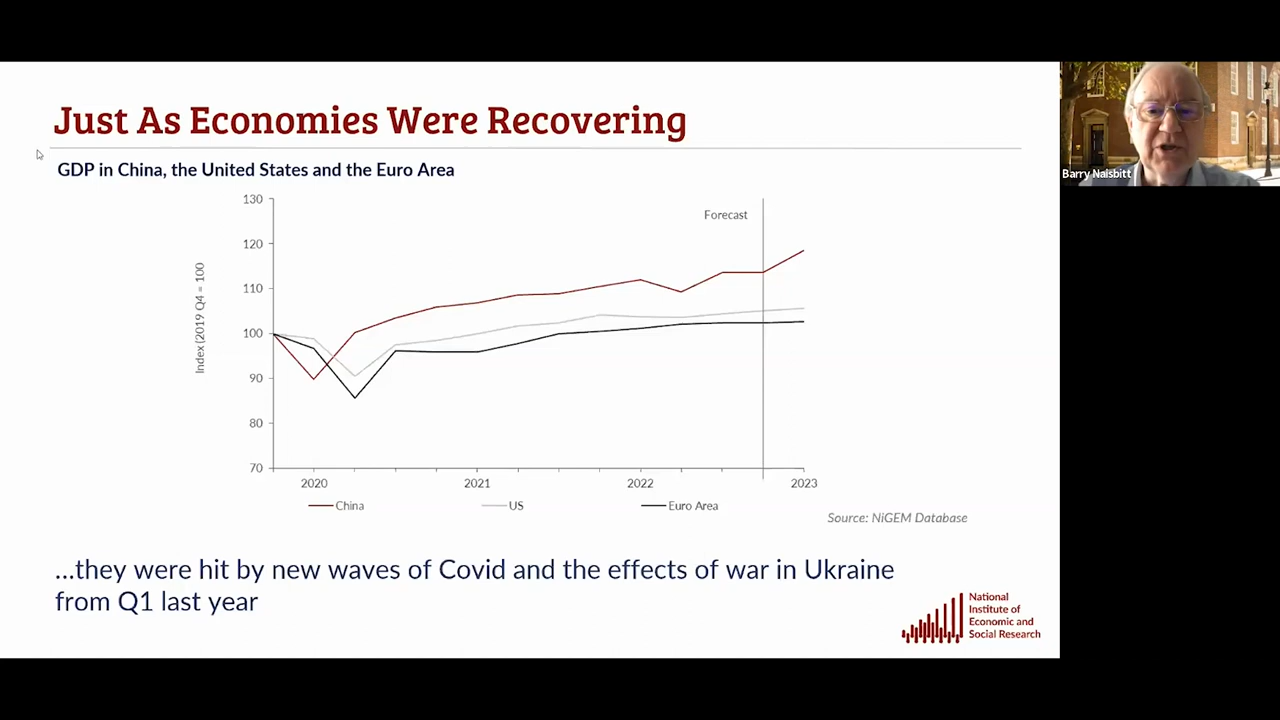 Just As Economies Were Recovering
GDP in China, the United States and the Euro Area
Barry Naisbitt
130
120
110
100
90
80
70
Index (2019 Q4 = 100
Forecast
2020
2021
2022
2023
China
US
Euro Area
Source: NiGEM Database
...they were hit by new waves of Covid and the effects of war in Ukraine
from Q1 last year
National
Institute of
Economic and
Social Research